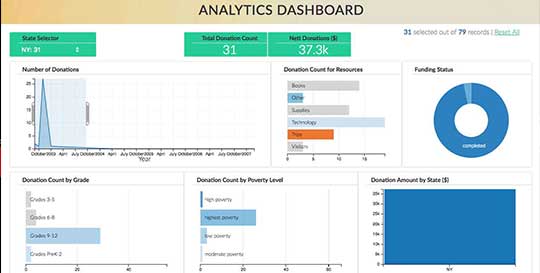 ANALYTICS DASHBOARD
31 selected out of 79 records | Reset All
State Selector
NY: 31
Total Donation Count
31
Nett Donations ($)
37.3k
Number of Donations
25
20
15
10
5
0
October2003 April July October2004 April July October2005 April July October2006 April July October2007
Year
Donation Count for Resources
Books
Other
Supplies
Technology
Trips
Visitors
0 5 10 15
Funding Status
completed
Donation Count by Grade
Grades 3-5
Grades 6-8
Grades 9-12
Grades PreK-2
0 20 40
Donation Count by Poverty Level
high poverty
highest poverty
low poverty
moderate poverty
0 20 40 60
Donation Amount by State ($)
35k
30k
25k
20k
15k
10k
5k
0k
NY